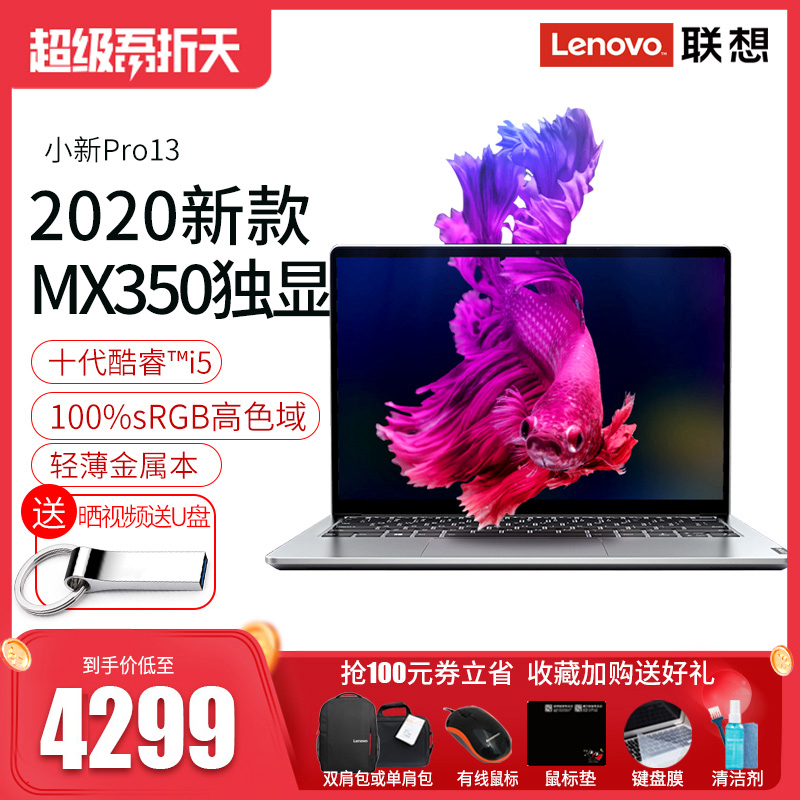 超级吾折天
Lenovo 联想
小新Pro13
2020新款
MX350独显
十代酷睿™i5
100%sRGB高色域
轻薄金属本
送 晒视频送U盘
到手价低至
4299
抢100元券立省 收藏加购送好礼
Lenovo
双肩包或单肩包 有线鼠标 鼠标垫 键盘膜 清洁剂